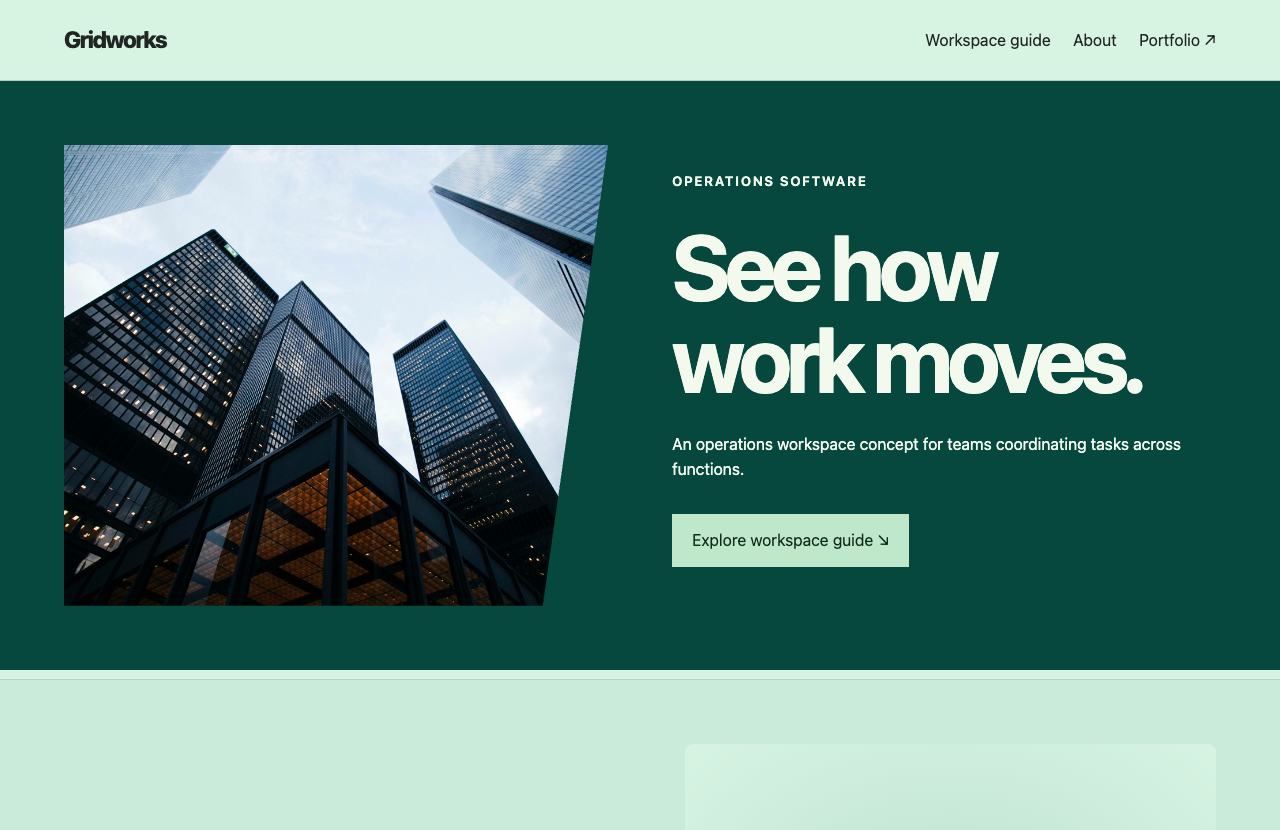 Gridworks
Workspace guide
About
Portfolio ↗
OPERATIONS SOFTWARE
See how
work moves.
An operations workspace concept for teams coordinating tasks across
functions.
Explore workspace guide ↘